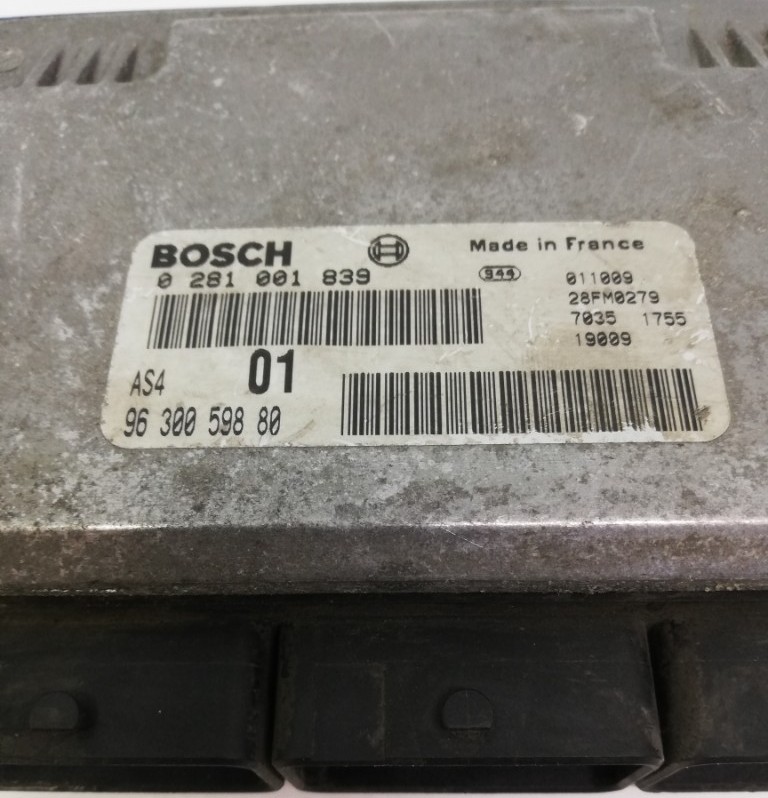 BOSCH
Made in France
0 281 001 839
944
011009
28FM0279
7035 1755
19009
AS4 01
96 300 598 80